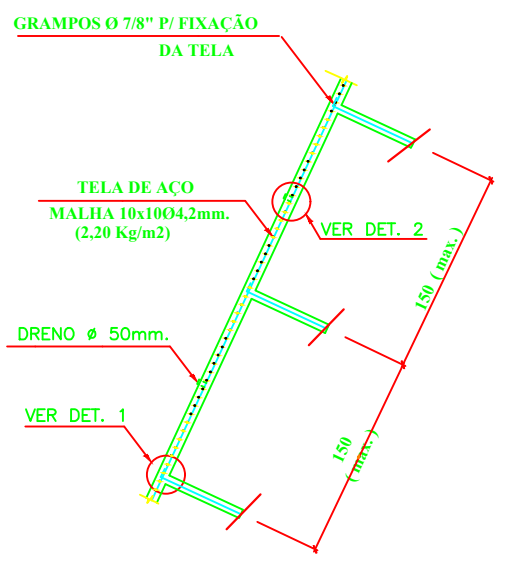 GRAMPOS Ø 7/8" P/ FIXAÇÃO
DA TELA
TELA DE AÇO
MALHA 10x10Ø4,2mm.
(2,20 Kg/m2)
VER DET. 2
150 ( max. )
DRENO ø 50mm.
VER DET. 1
150
( max. )